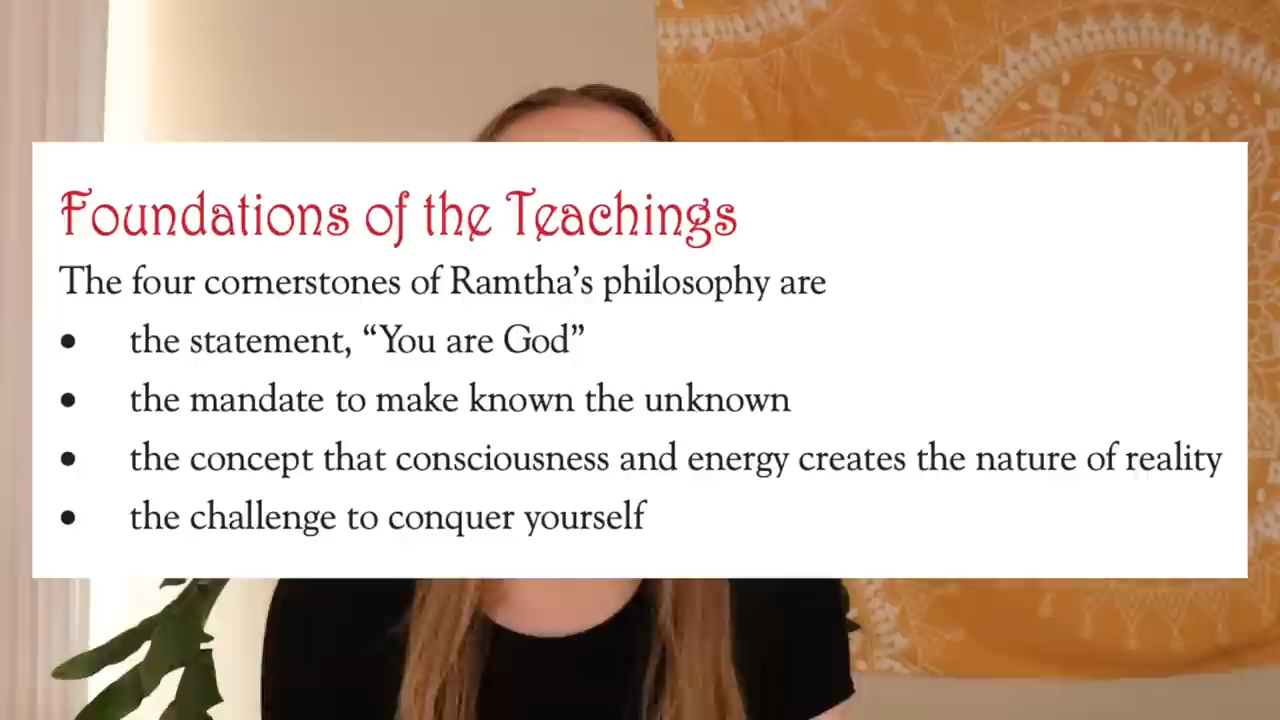 Foundations of the Teachings
The four cornerstones of Ramtha’s philosophy are
• the statement, “You are God”
• the mandate to make known the unknown
• the concept that consciousness and energy creates the nature of reality
• the challenge to conquer yourself